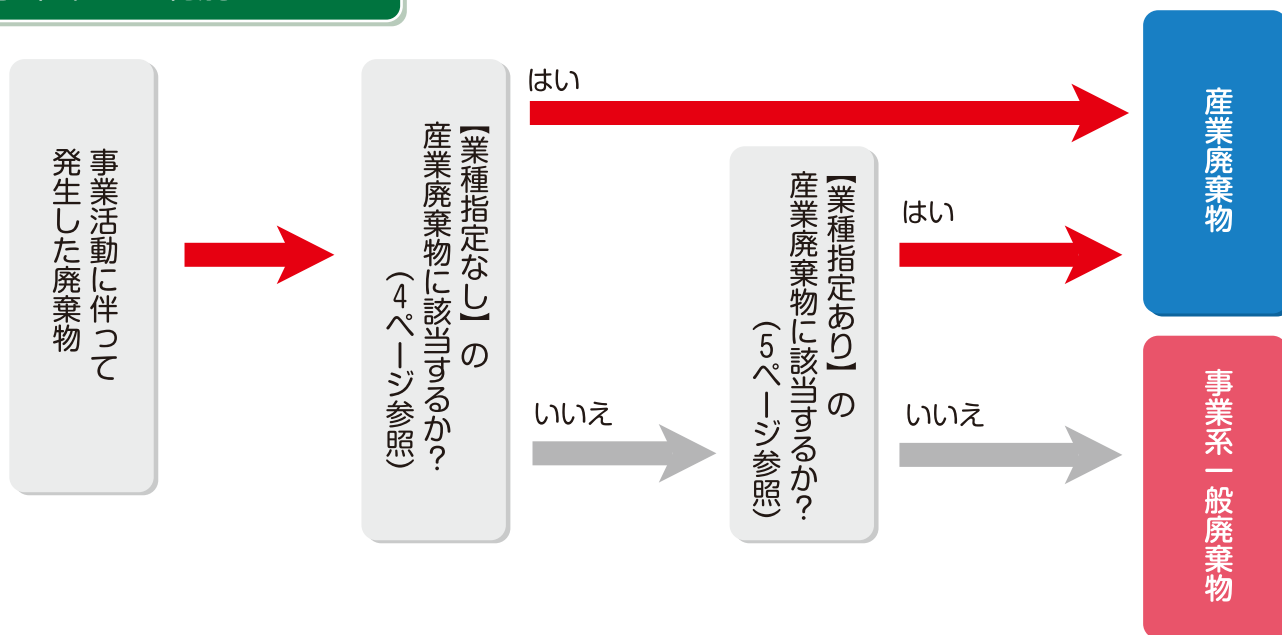 事業活動に伴って
発生した廃棄物
【業種指定なし】の
産業廃棄物に該当するか?
(4ページ参照)
はい
いいえ
【業種指定あり】の
産業廃棄物に該当するか?
(5ページ参照)
はい
いいえ
産業廃棄物
事業系一般廃棄物